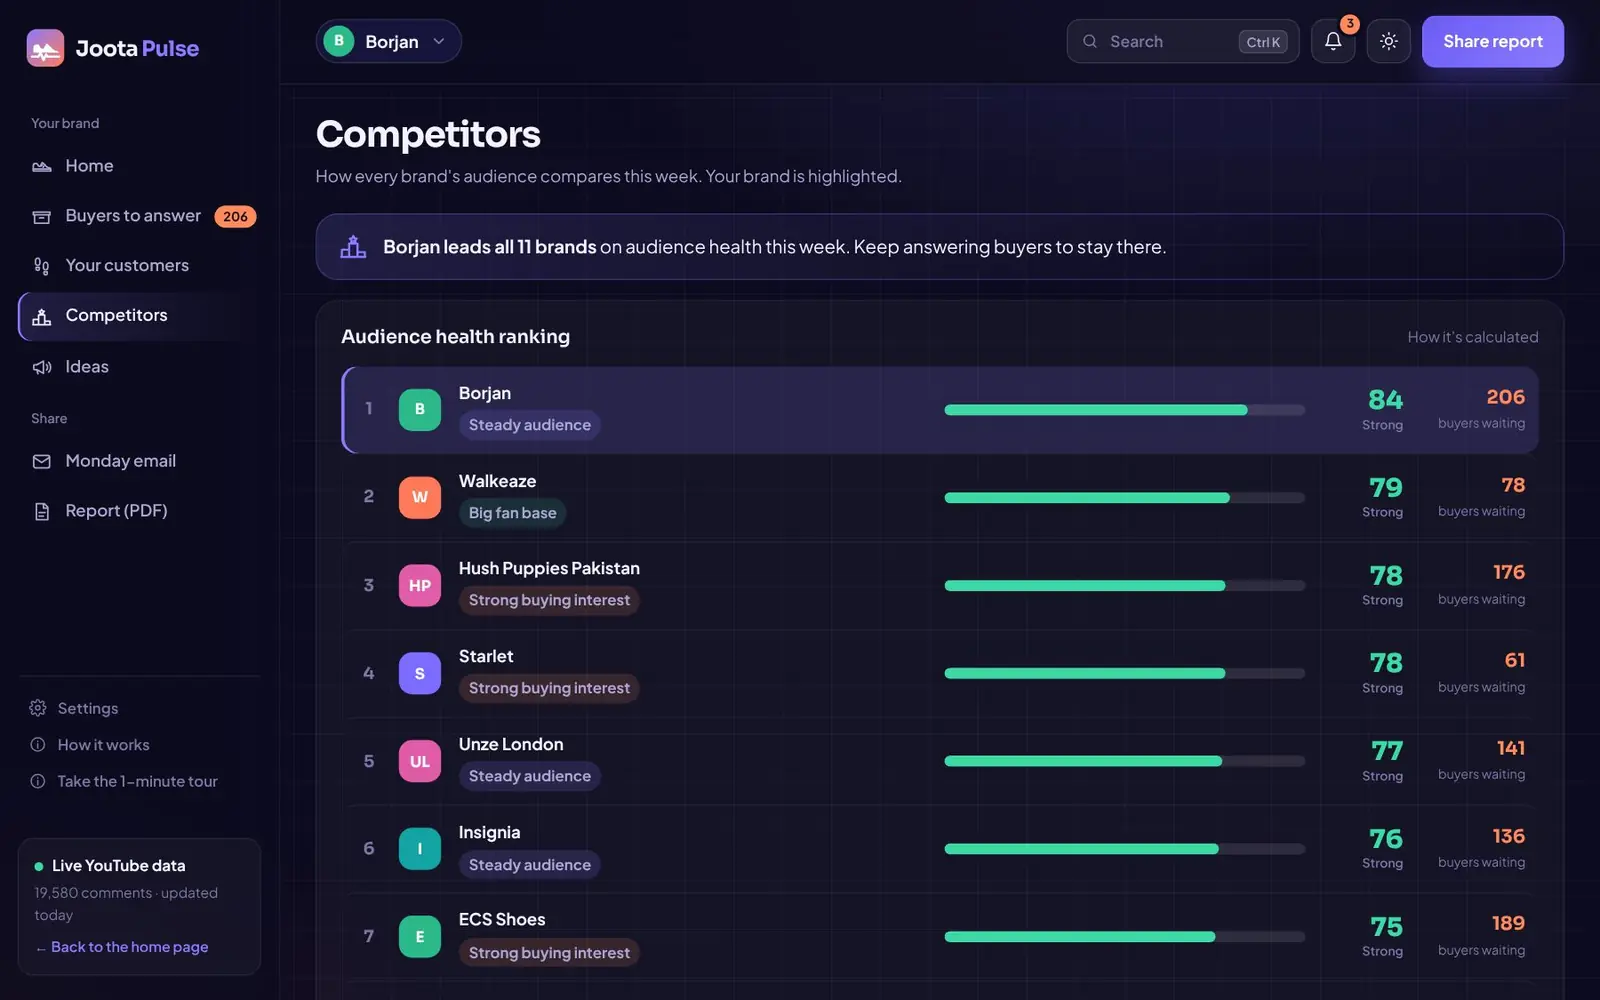 Joota Pulse
Your brand
Home
Buyers to answer 206
Your customers
Competitors
Ideas
Share
Monday email
Report (PDF)
Settings
How it works
Take the 1–minute tour
Live YouTube data
19,580 comments · updated
today
← Back to the home page
B Borjan
Search Ctrl K
3
Share report
Competitors
How every brand's audience compares this week. Your brand is highlighted.
Borjan leads all 11 brands on audience health this week. Keep answering buyers to stay there.
Audience health ranking
How it's calculated
1 B Borjan 84 206
Steady audience Strong buyers waiting
2 W Walkeaze 79 78
Big fan base Strong buyers waiting
3 HP Hush Puppies Pakistan 78 176
Strong buying interest Strong buyers waiting
4 S Starlet 78 61
Strong buying interest Strong buyers waiting
5 UL Unze London 77 141
Steady audience Strong buyers waiting
6 I Insignia 76 136
Steady audience Strong buyers waiting
7 E ECS Shoes 75 189
Strong buying interest Strong buyers waiting